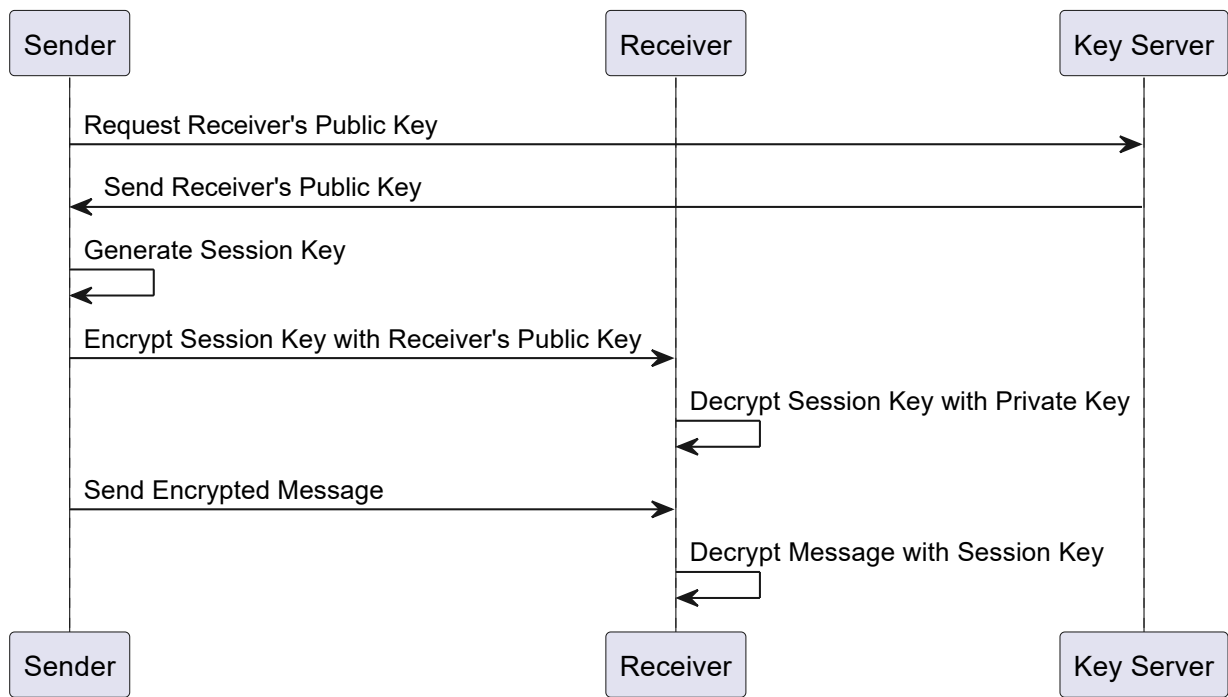 Sender
Receiver
Key Server
Request Receiver's Public Key
Send Receiver's Public Key
Generate Session Key
Encrypt Session Key with Receiver's Public Key
Decrypt Session Key with Private Key
Send Encrypted Message
Decrypt Message with Session Key
Sender
Receiver
Key Server